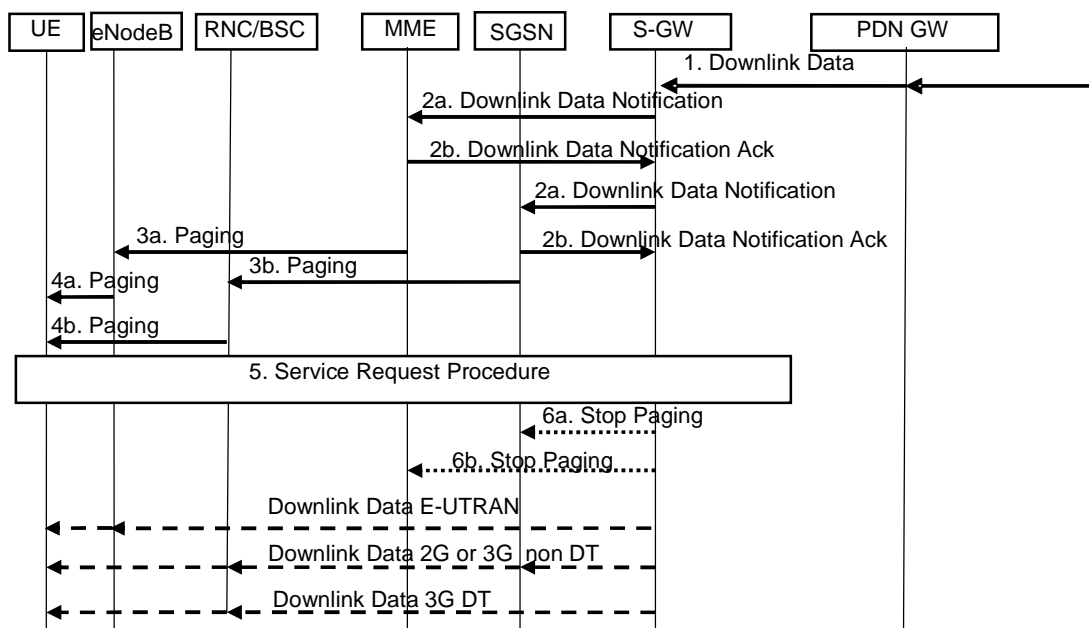 UE
eNodeB
RNC/BSC
MME
SGSN
S-GW
PDN GW
1. Downlink Data
2a. Downlink Data Notification
2b. Downlink Data Notification Ack
2a. Downlink Data Notification
3a. Paging
2b. Downlink Data Notification Ack
3b. Paging
4a. Paging
4b. Paging
5. Service Request Procedure
6a. Stop Paging
6b. Stop Paging
Downlink Data E-UTRAN
Downlink Data 2G or 3G non DT
Downlink Data 3G DT